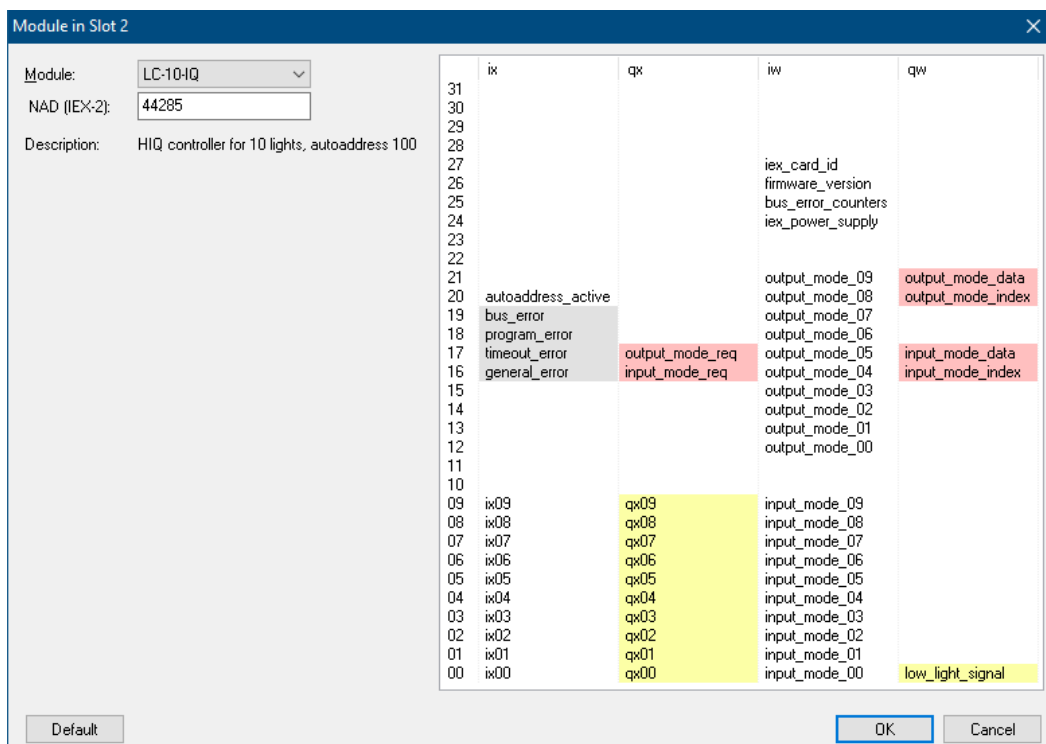 Module in Slot 2
Module: LC-10-IQ
NAD (IEX-2): 44285
Description: HIQ controller for 10 lights, autoaddress 100
ix qx iw qw
31
30
29
28
27 iex_card_id
26 firmware_version
25 bus_error_counters
24 iex_power_supply
23
22
21 output_mode_09 output_mode_data
20 autoaddress_active output_mode_08 output_mode_index
19 bus_error output_mode_07
18 program_error output_mode_06
17 timeout_error output_mode_req output_mode_05 input_mode_data
16 general_error input_mode_req output_mode_04 input_mode_index
15 output_mode_03
14 output_mode_02
13 output_mode_01
12 output_mode_00
11
10
09 ix09 qx09 input_mode_09
08 ix08 qx08 input_mode_08
07 ix07 qx07 input_mode_07
06 ix06 qx06 input_mode_06
05 ix05 qx05 input_mode_05
04 ix04 qx04 input_mode_04
03 ix03 qx03 input_mode_03
02 ix02 qx02 input_mode_02
01 ix01 qx01 input_mode_01
00 ix00 qx00 input_mode_00 low_light_signal
Default OK Cancel